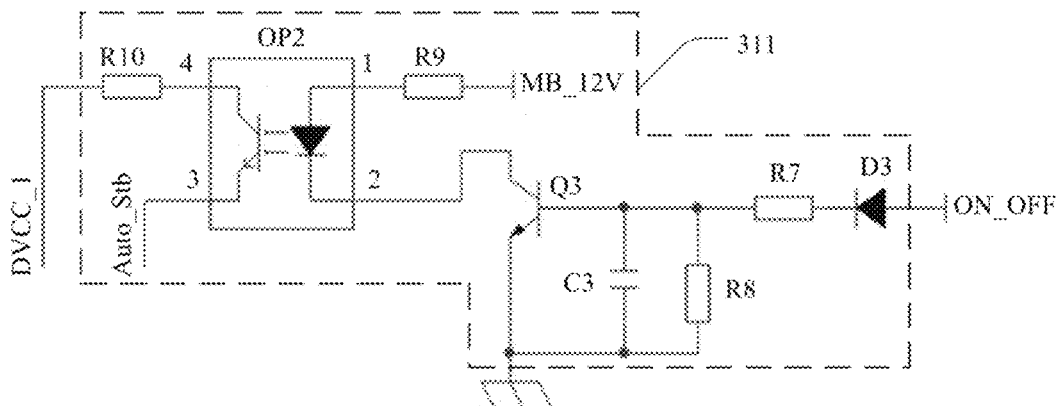 OP2
311
R10
4
1
R9
MB_12V
3
2
Q3
R7
D3
ON_OFF
DVCC_1
Auto_Stb
C3
R8